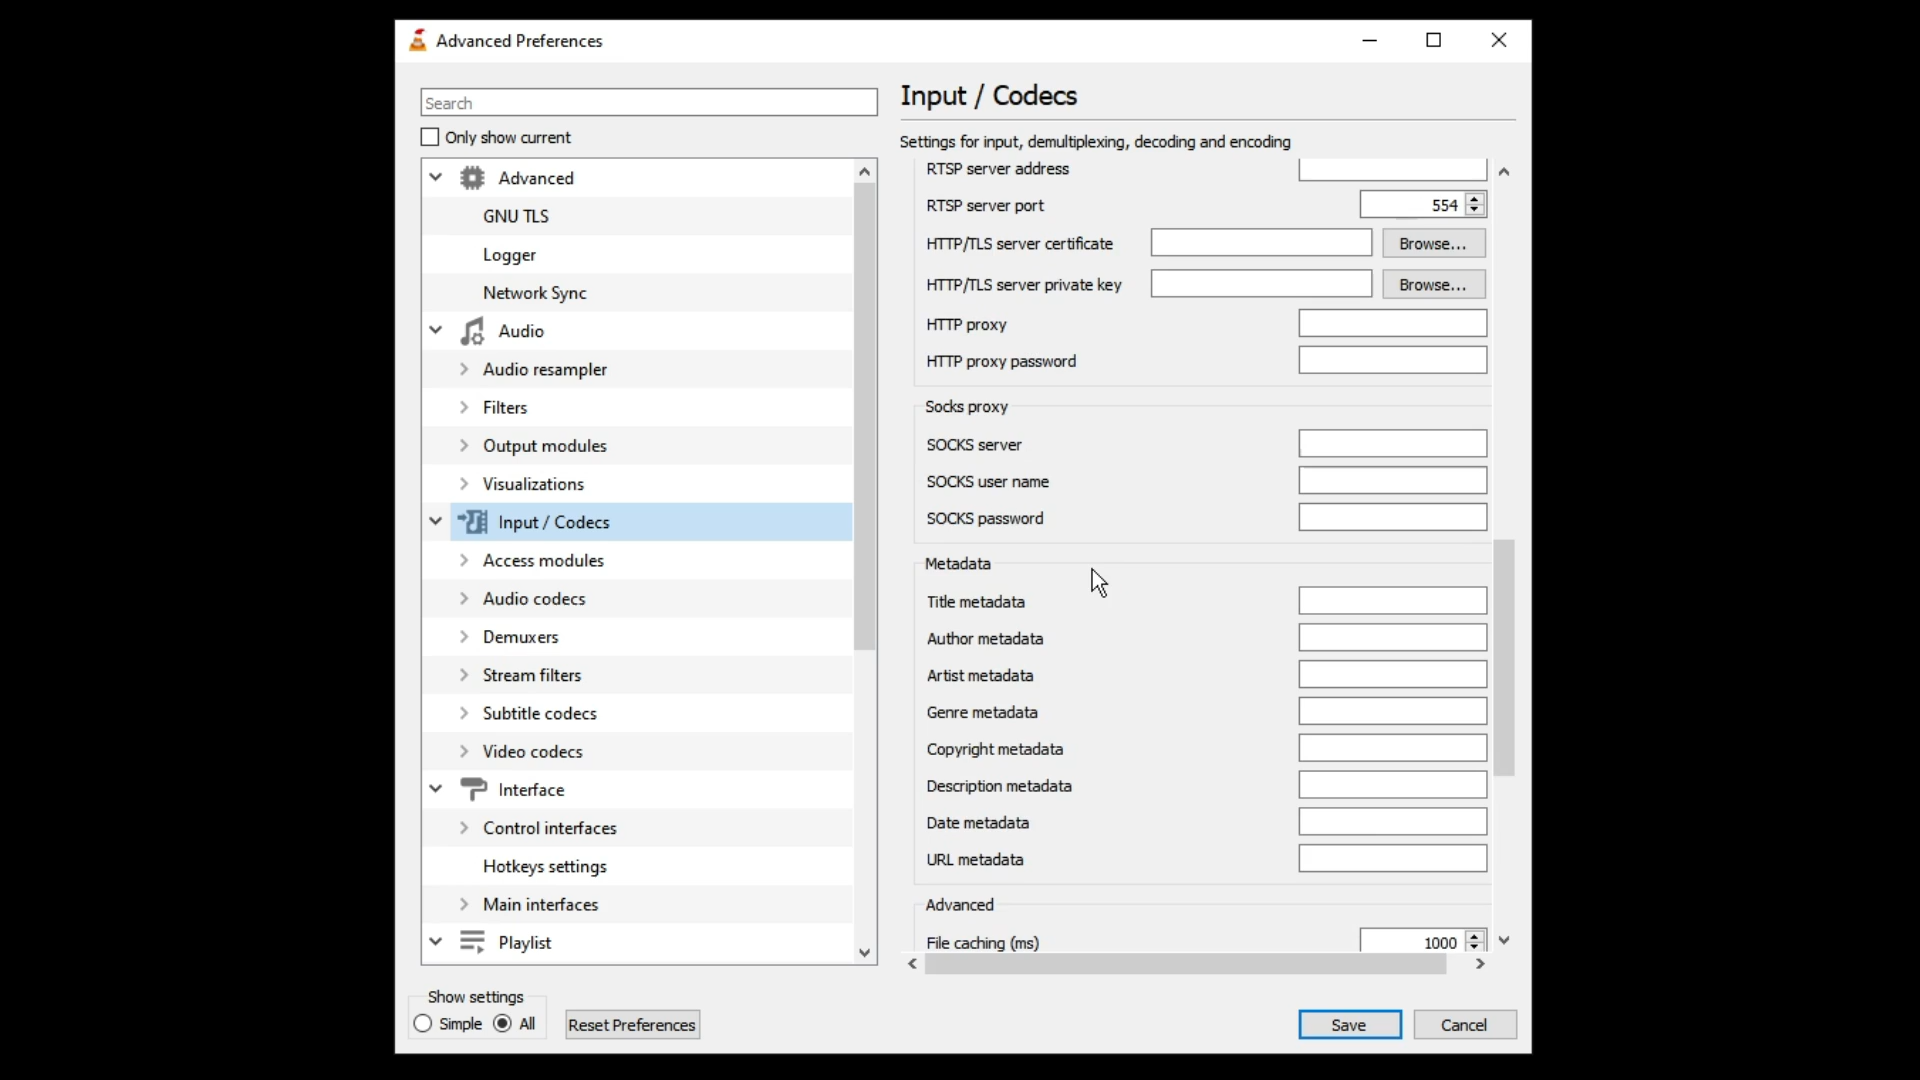 Advanced Preferences
Search
Only show current
Advanced
GNU TLS
Logger
Network Sync
Audio
Audio resampler
Filters
Output modules
Visualizations
Input / Codecs
Access modules
Audio codecs
Demuxers
Stream filters
Subtitle codecs
Video codecs
Interface
Control interfaces
Hotkeys settings
Main interfaces
Playlist
Show settings
Simple All
Reset Preferences
Input / Codecs
Settings for input, demultiplexing, decoding and encoding
RTSP server address
RTSP server port 554
HTTP/TLS server certificate Browse...
HTTP/TLS server private key Browse...
HTTP proxy
HTTP proxy password
Socks proxy
SOCKS server
SOCKS user name
SOCKS password
Metadata
Title metadata
Author metadata
Artist metadata
Genre metadata
Copyright metadata
Description metadata
Date metadata
URL metadata
Advanced
File caching (ms) 1000
Save Cancel